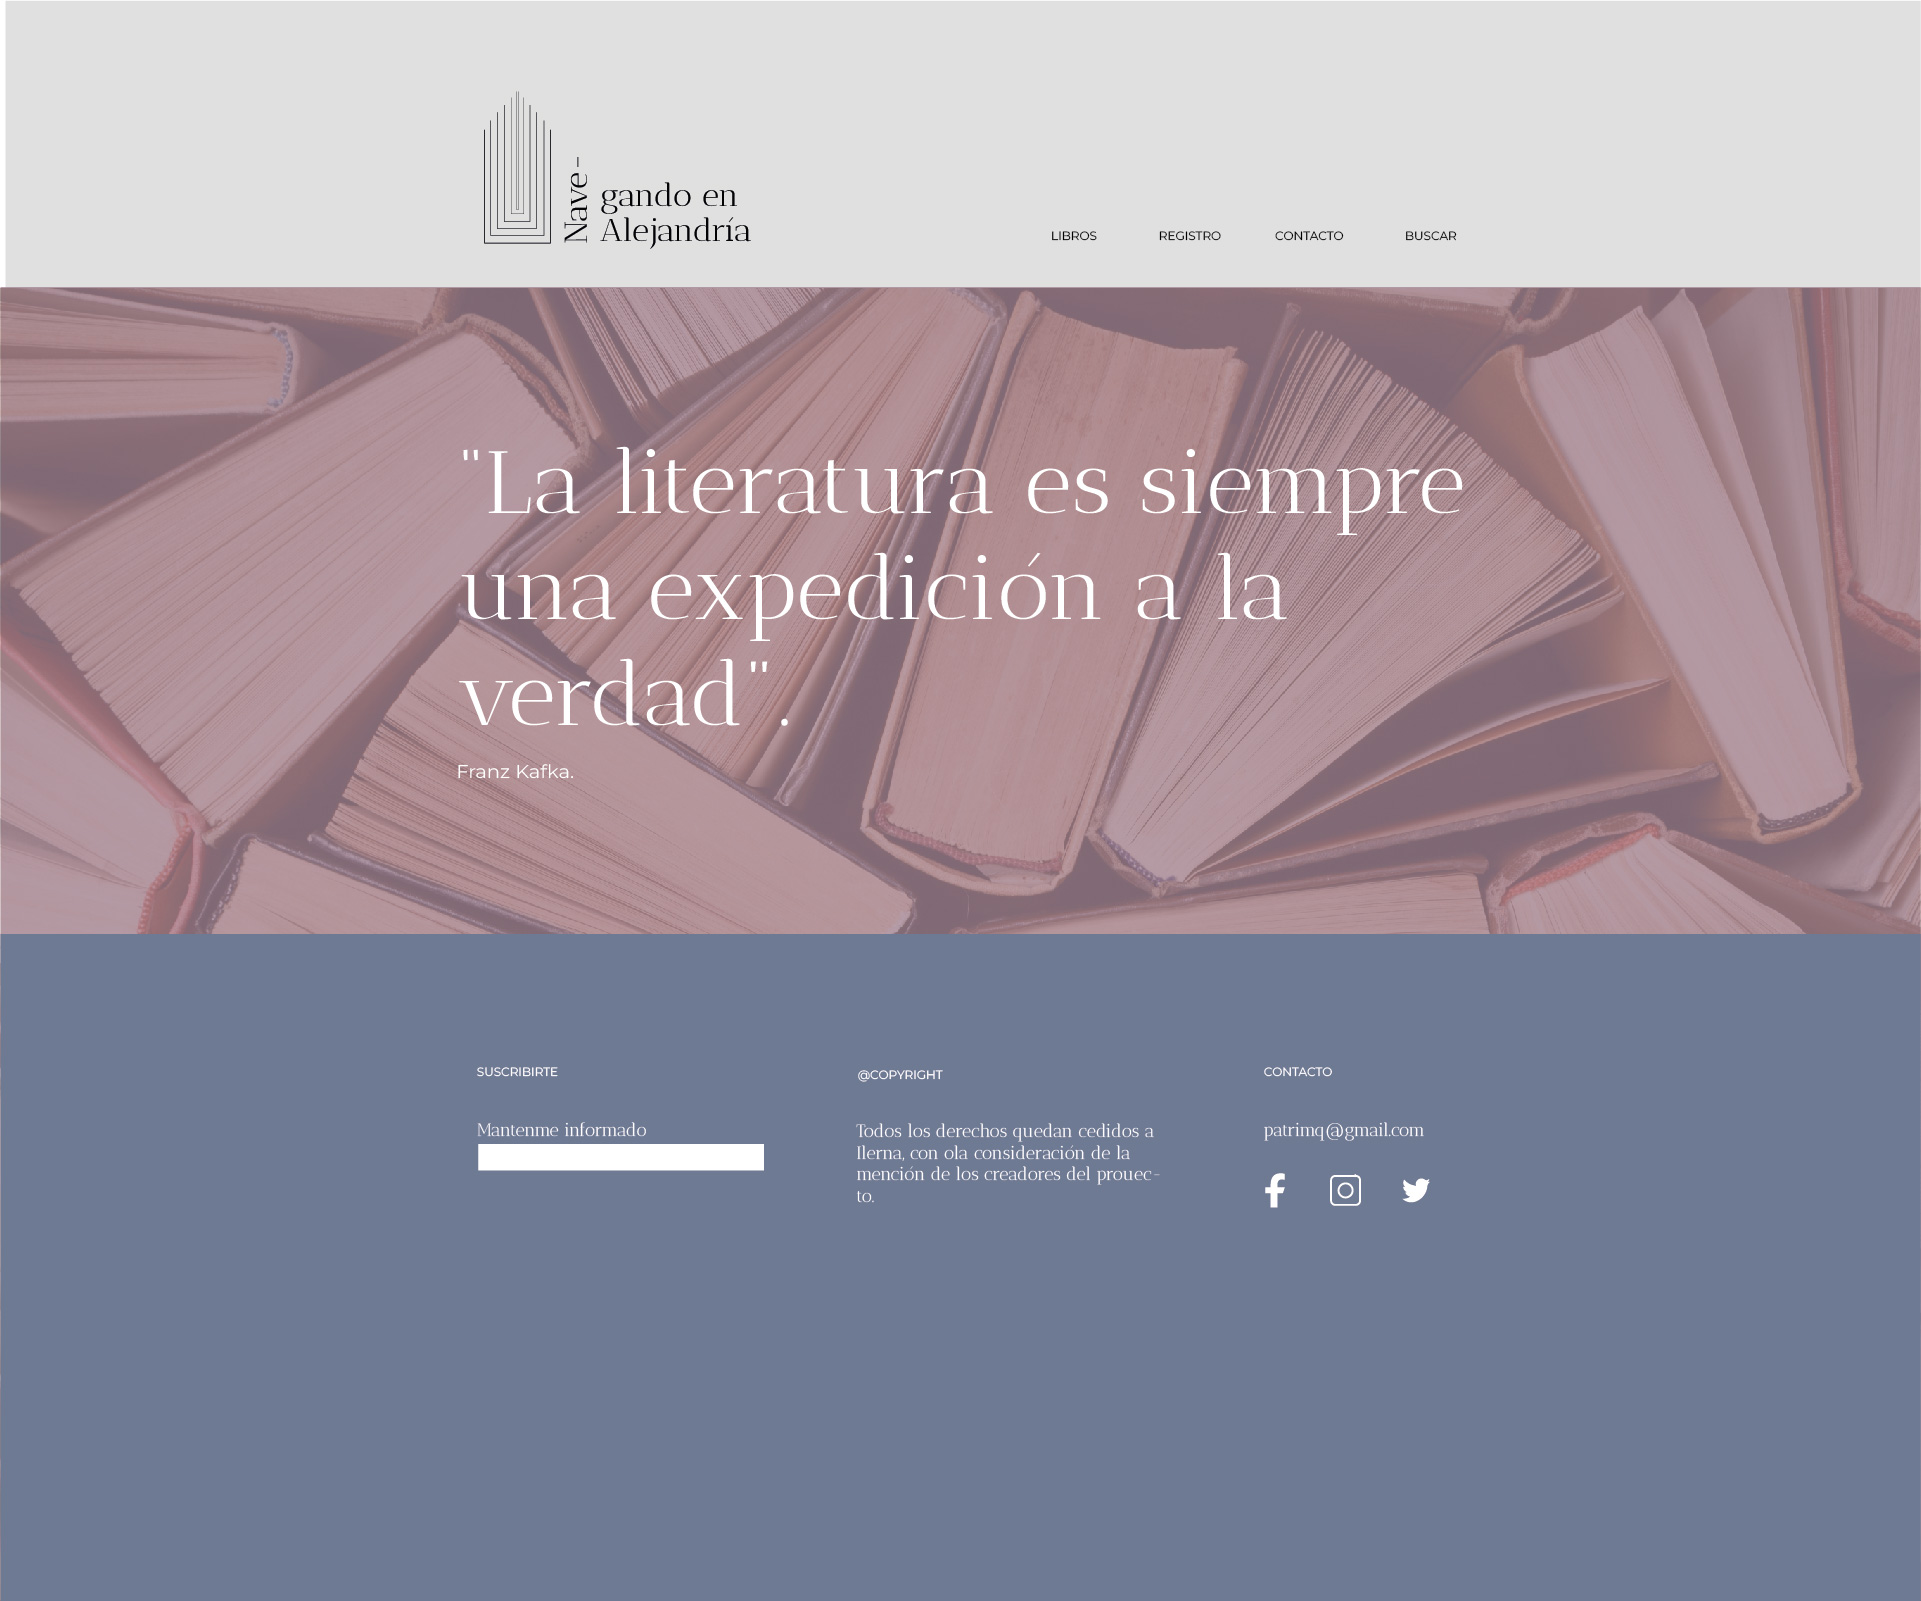 Nave-
gando en
Alejandría
LIBROS REGISTRO CONTACTO BUSCAR
"La literatura es siempre
una expedición a la
verdad".
Franz Kafka.
SUSCRIBIRTE
Mantenme informado
@COPYRIGHT
Todos los derechos quedan cedidos a
Ilerna, con ola consideración de la
mención de los creadores del prouec-
to.
CONTACTO
patrimq@gmail.com